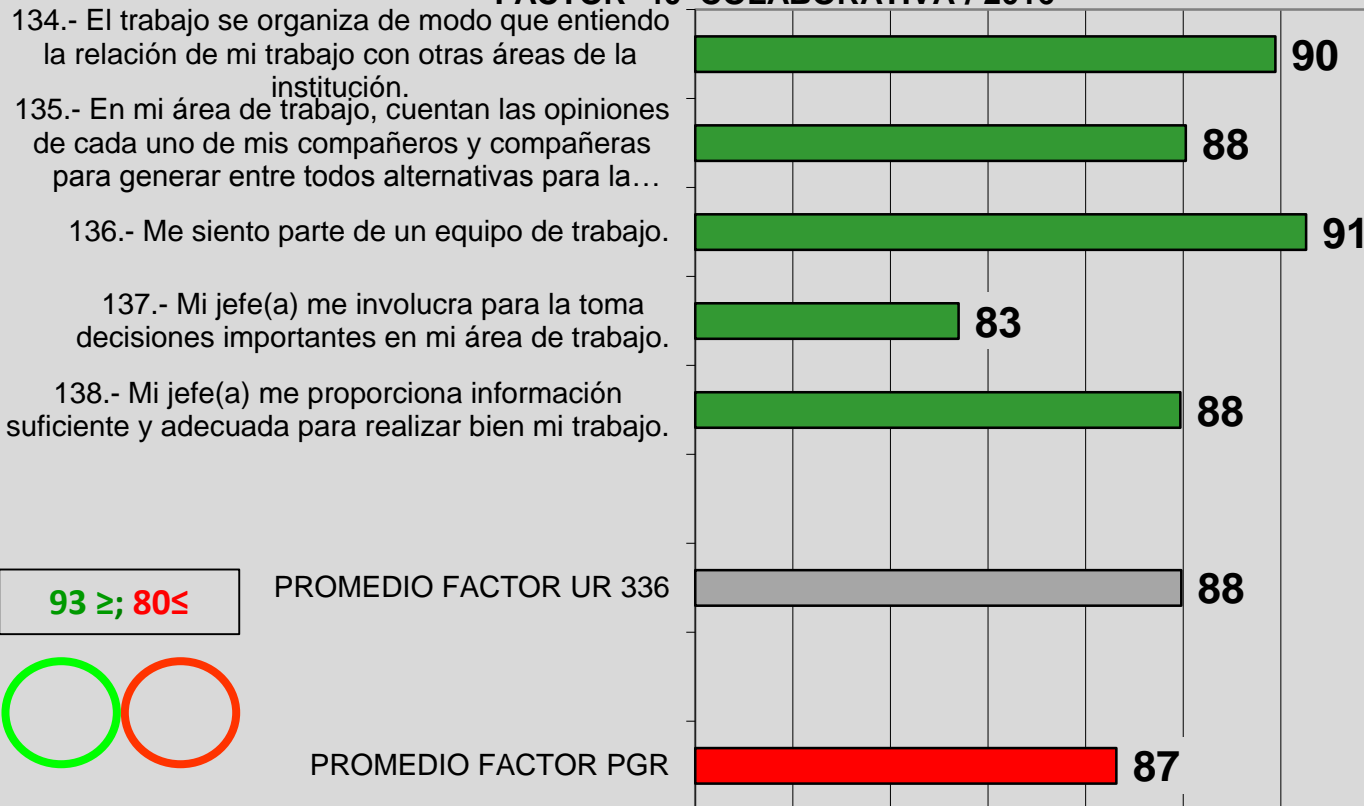 FACTOR COLABORATIVA /
134.- El trabajo se organiza de modo que entiendo
la relación de mi trabajo con otras áreas de la
institución.
90
135.- En mi área de trabajo, cuentan las opiniones
de cada uno de mis compañeros y compañeras
para generar entre todos alternativas para la…
88
136.- Me siento parte de un equipo de trabajo.
91
137.- Mi jefe(a) me involucra para la toma
decisiones importantes en mi área de trabajo.
83
138.- Mi jefe(a) me proporciona información
suficiente y adecuada para realizar bien mi trabajo.
88
93 ≥; 80≤
PROMEDIO FACTOR UR 336
88
PROMEDIO FACTOR PGR
87